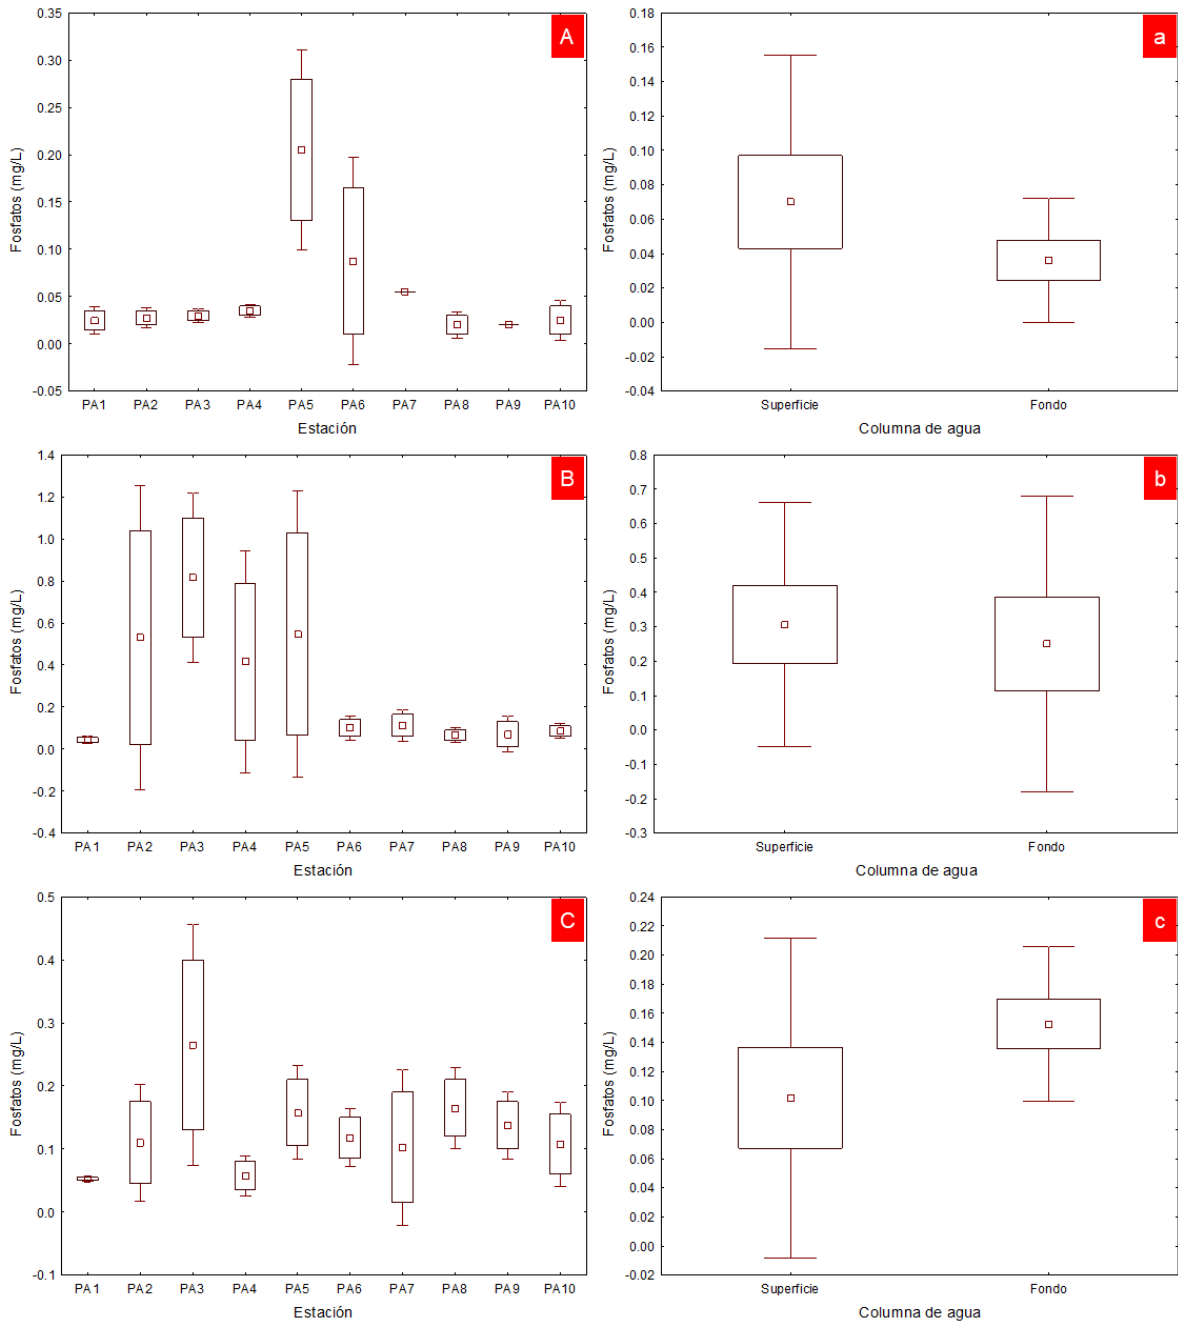 A
Fosfatos (mg/L)
0.35
0.30
0.25
0.20
0.15
0.10
0.05
0.00
-0.05
PA1 PA2 PA3 PA4 PA5 PA6 PA7 PA8 PA9 PA10
Estación
a
Fosfatos (mg/L)
0.18
0.16
0.14
0.12
0.10
0.08
0.06
0.04
0.02
0.00
-0.02
-0.04
Superficie Fondo
Columna de agua
B
Fosfatos (mg/L)
1.4
1.2
1.0
0.8
0.6
0.4
0.2
0.0
-0.2
-0.4
PA1 PA2 PA3 PA4 PA5 PA6 PA7 PA8 PA9 PA10
Estación
b
Fosfatos (mg/L)
0.8
0.7
0.6
0.5
0.4
0.3
0.2
0.1
0.0
-0.1
-0.2
-0.3
Superficie Fondo
Columna de agua
C
Fosfatos (mg/L)
0.5
0.4
0.3
0.2
0.1
0.0
-0.1
PA1 PA2 PA3 PA4 PA5 PA6 PA7 PA8 PA9 PA10
Estación
c
Fosfatos (mg/L)
0.24
0.22
0.20
0.18
0.16
0.14
0.12
0.10
0.08
0.06
0.04
0.02
0.00
-0.02
Superficie Fondo
Columna de agua